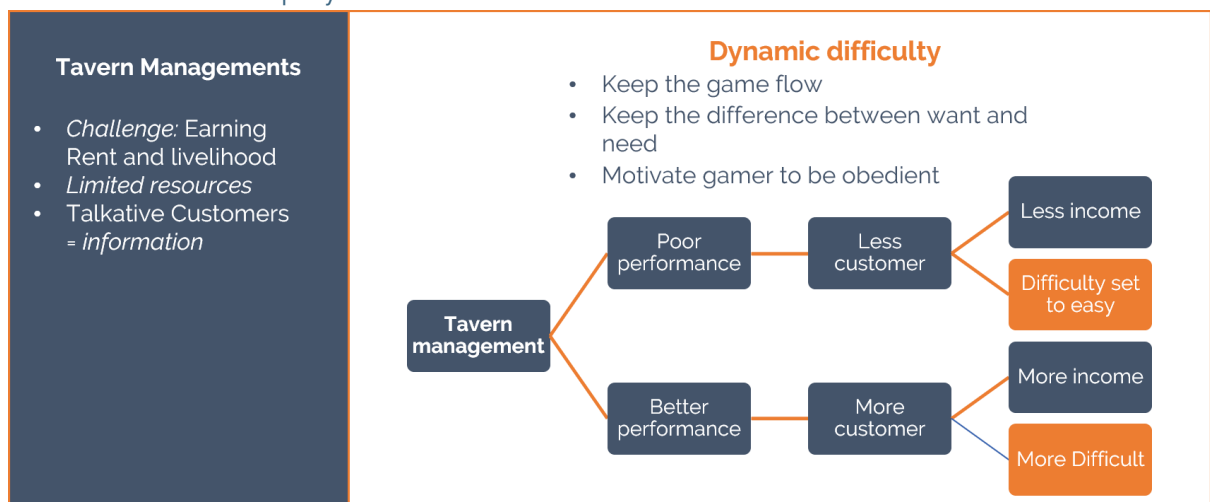 Tavern Managements
• Challenge: Earning
Rent and livelihood
• Limited resources
• Talkative Customers
= information
Dynamic difficulty
• Keep the game flow
• Keep the difference between want and
need
• Motivate gamer to be obedient
Tavern
management
Poor
performance
Less
customer
Less income
Difficulty set
to easy
Better
performance
More
customer
More income
More Difficult